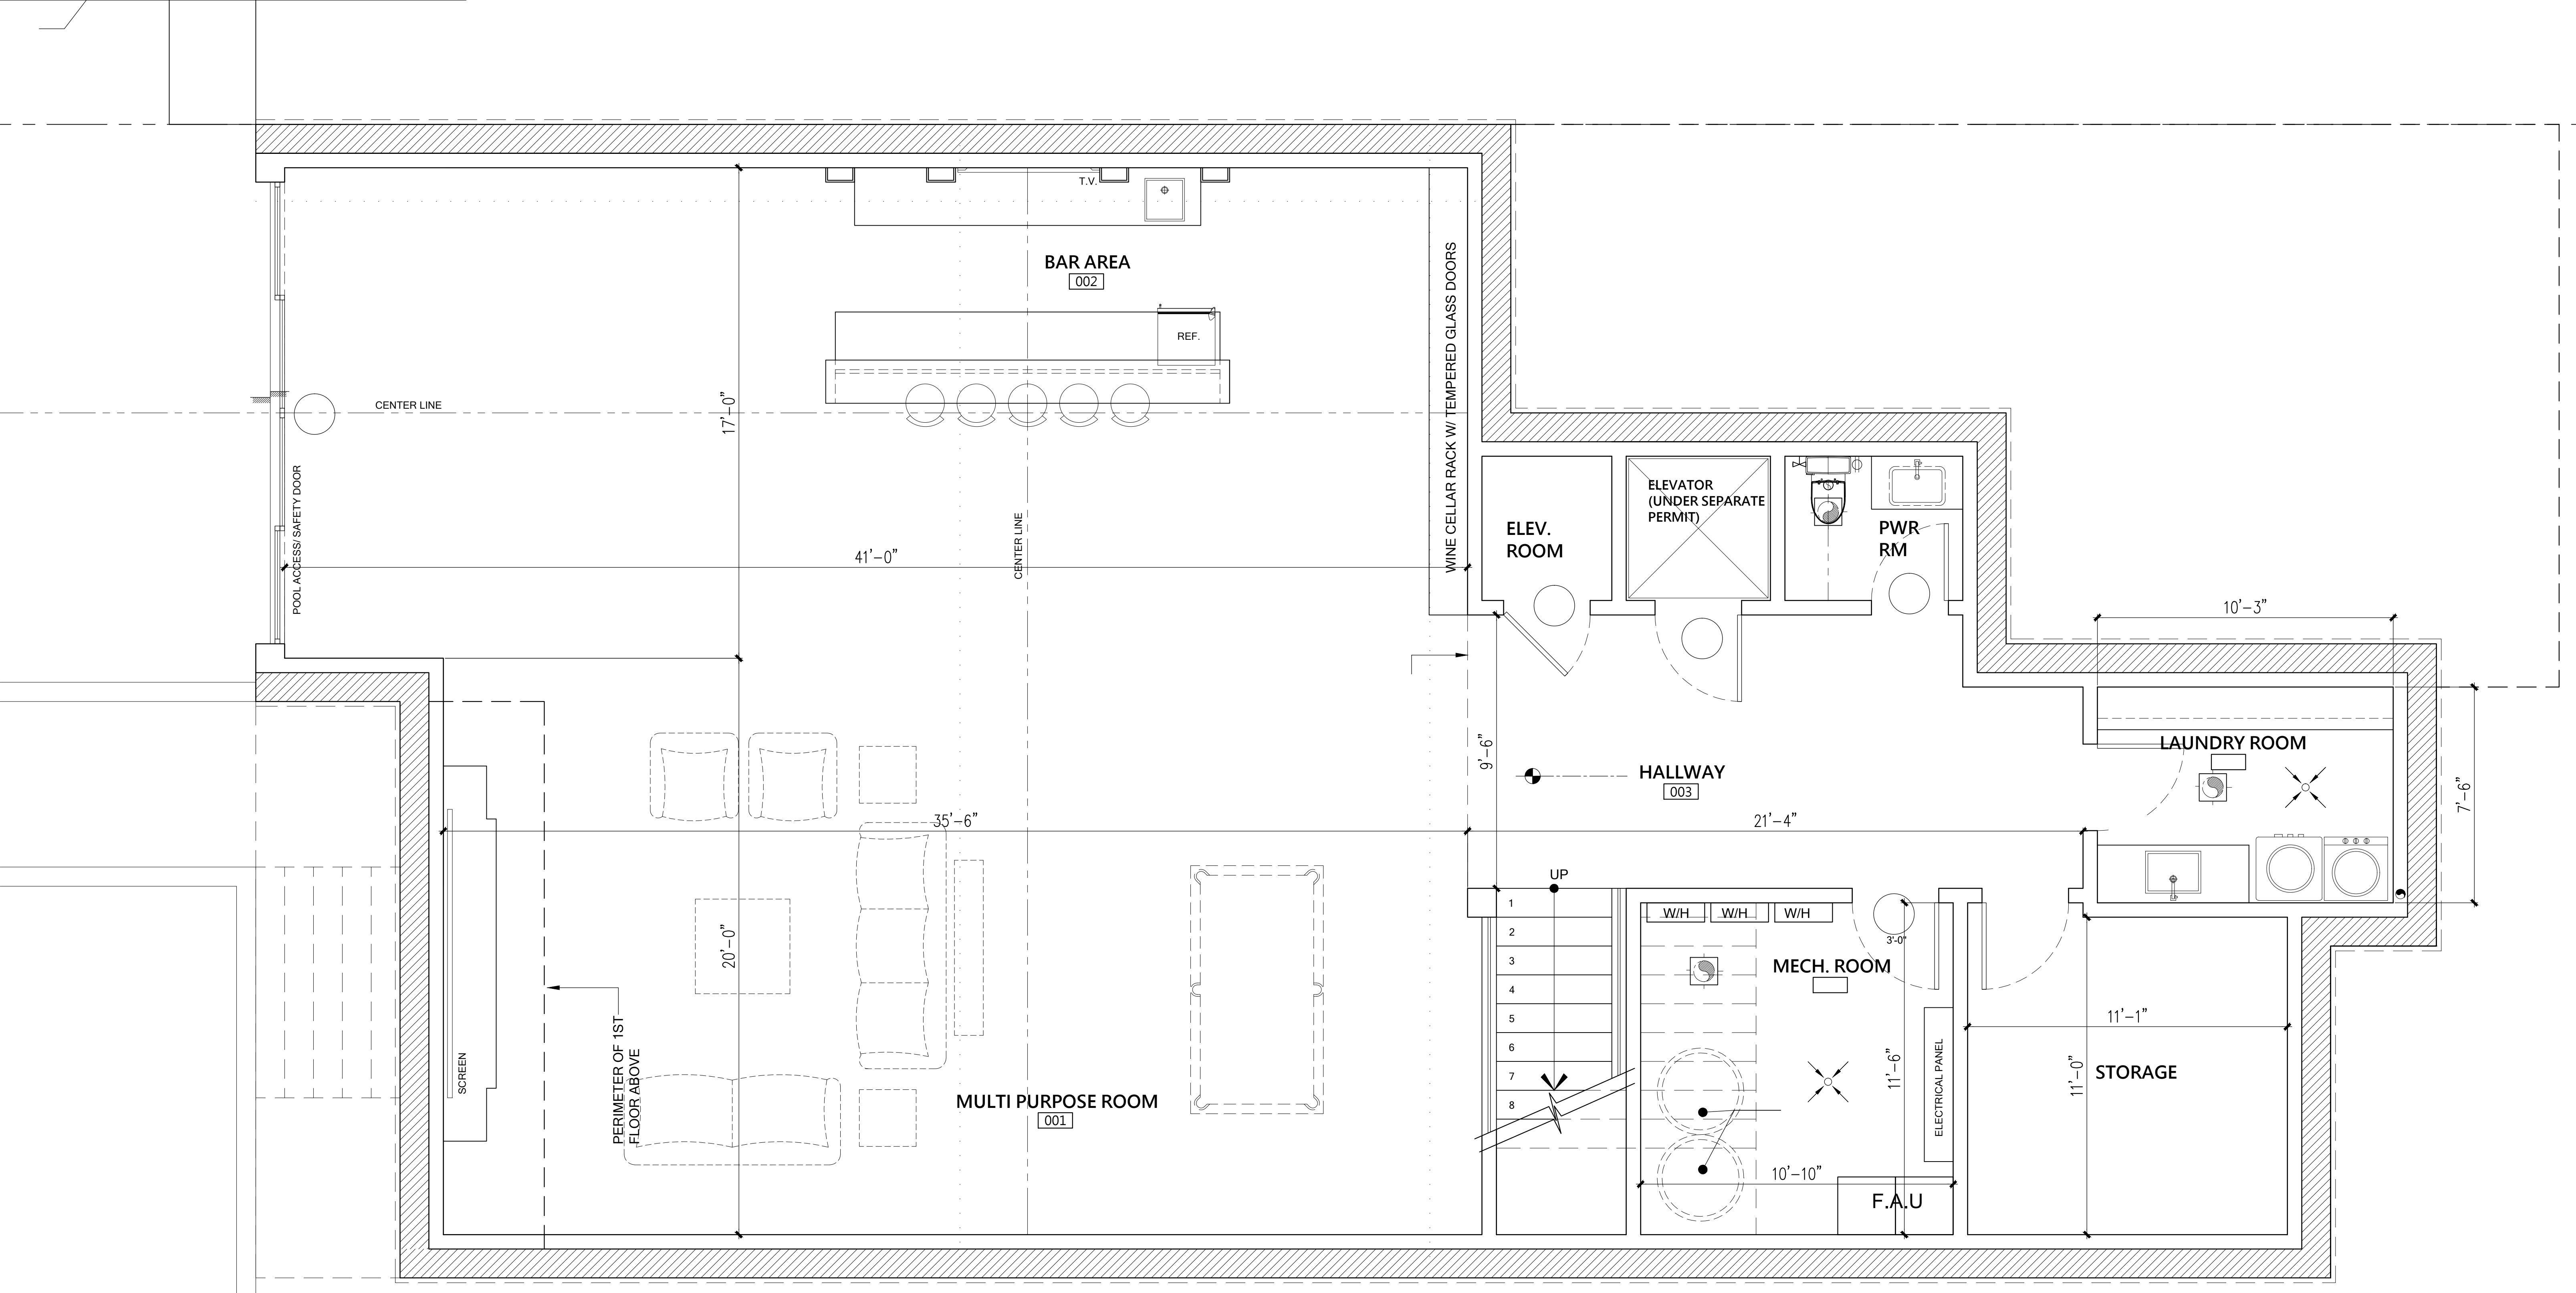 T.V.
BAR AREA
002
REF.
WINE CELLAR RACK W/ TEMPERED GLASS DOORS
CENTER LINE
17'-0"
POOL ACCESS/ SAFETY DOOR
CENTER LINE
41'-0"
ELEV.
ROOM
ELEVATOR
(UNDER SEPARATE
PERMIT)
PWR
RM
10'-3"
LAUNDRY ROOM
7'-6"
9'-6"
HALLWAY
003
35'-6"
21'-4"
UP
1
2
3
4
5
6
7
8
W/H
W/H
W/H
3'-0"
MECH. ROOM
20'-0"
SCREEN
PERIMETER OF 1ST
FLOOR ABOVE
MULTI PURPOSE ROOM
001
11'-6"
ELECTRICAL PANEL
10'-10"
F.A.U
11'-1"
11'-0"
STORAGE